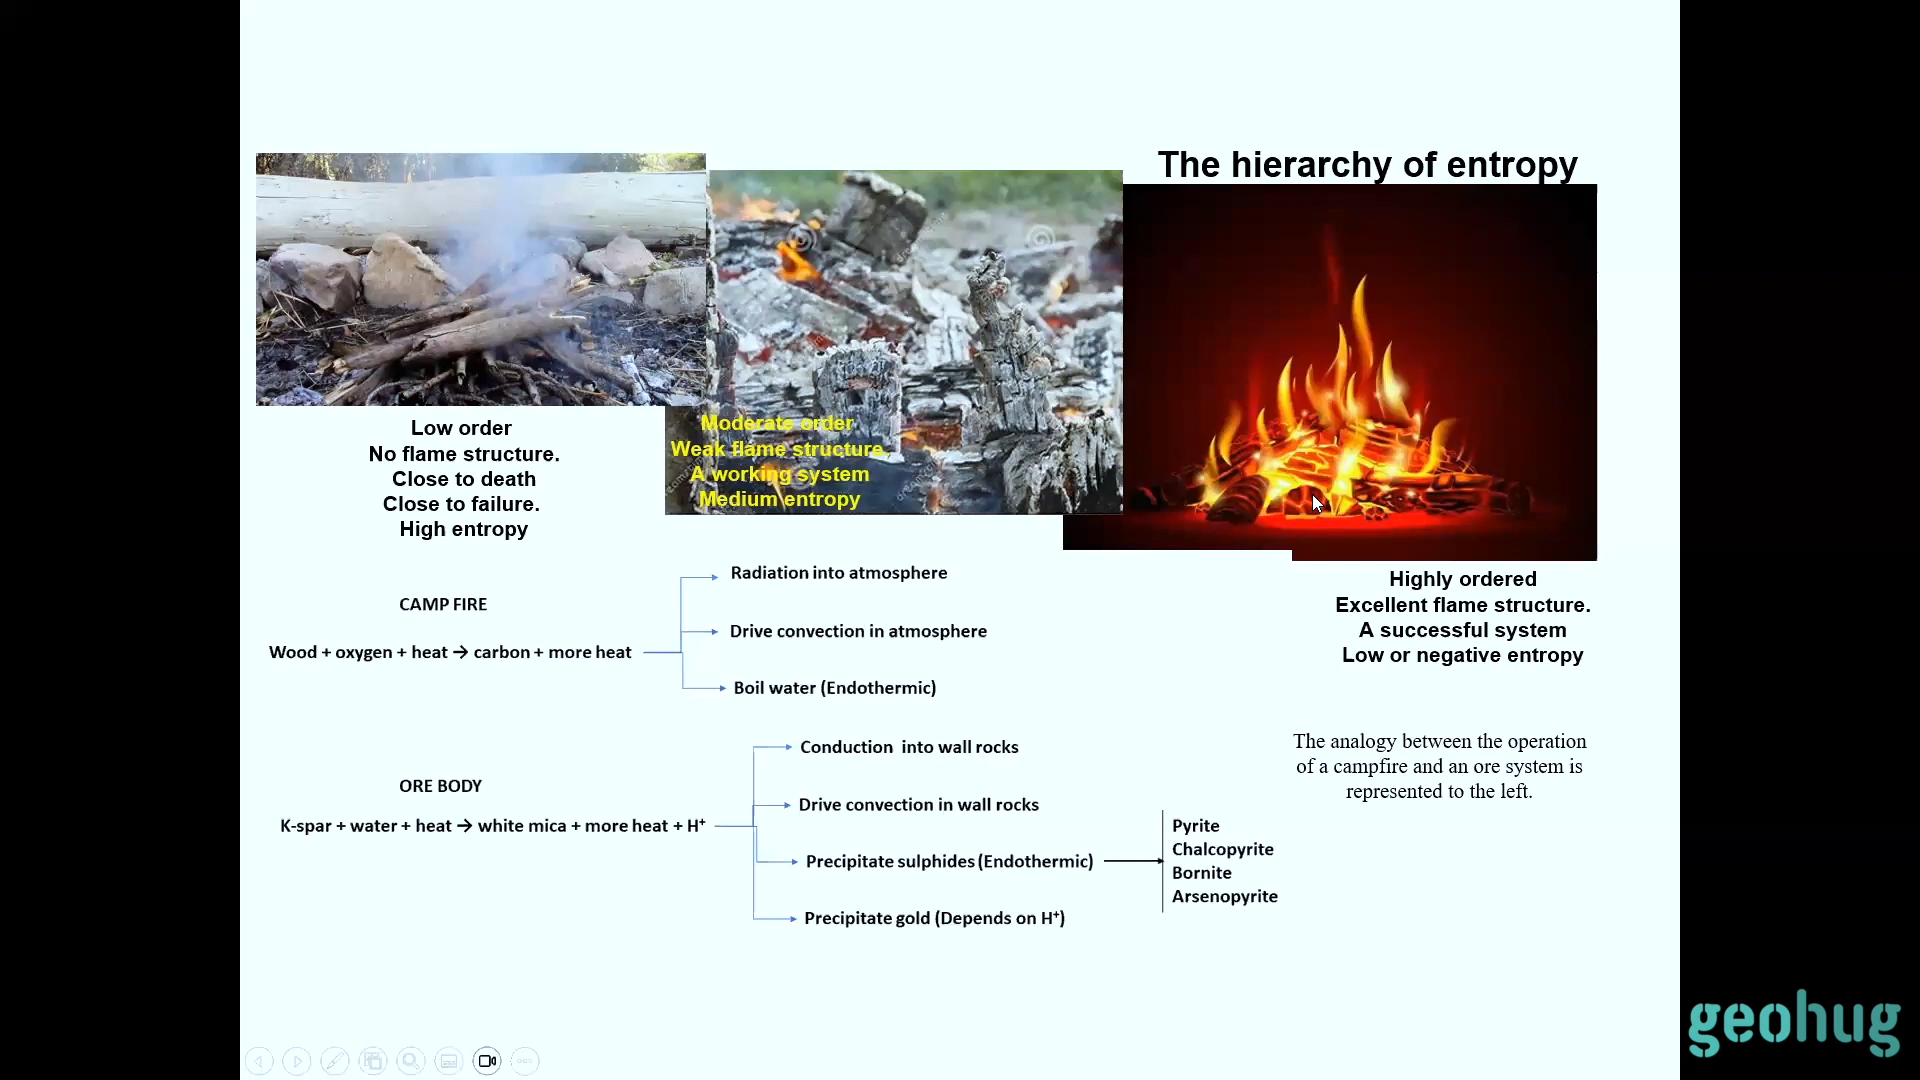 The hierarchy of entropy
Low order
No flame structure.
Close to death
Close to failure.
High entropy
Moderate order
Weak flame structure.
A working system
Medium entropy
Highly ordered
Excellent flame structure.
A successful system
Low or negative entropy
CAMP FIRE
Wood + oxygen + heat → carbon + more heat
Radiation into atmosphere
Drive convection in atmosphere
Boil water (Endothermic)
ORE BODY
K-spar + water + heat → white mica + more heat + H⁺
Conduction into wall rocks
Drive convection in wall rocks
Precipitate sulphides (Endothermic)
Precipitate gold (Depends on H⁺)
Pyrite
Chalcopyrite
Bornite
Arsenopyrite
The analogy between the operation
of a campfire and an ore system is
represented to the left.
geohug